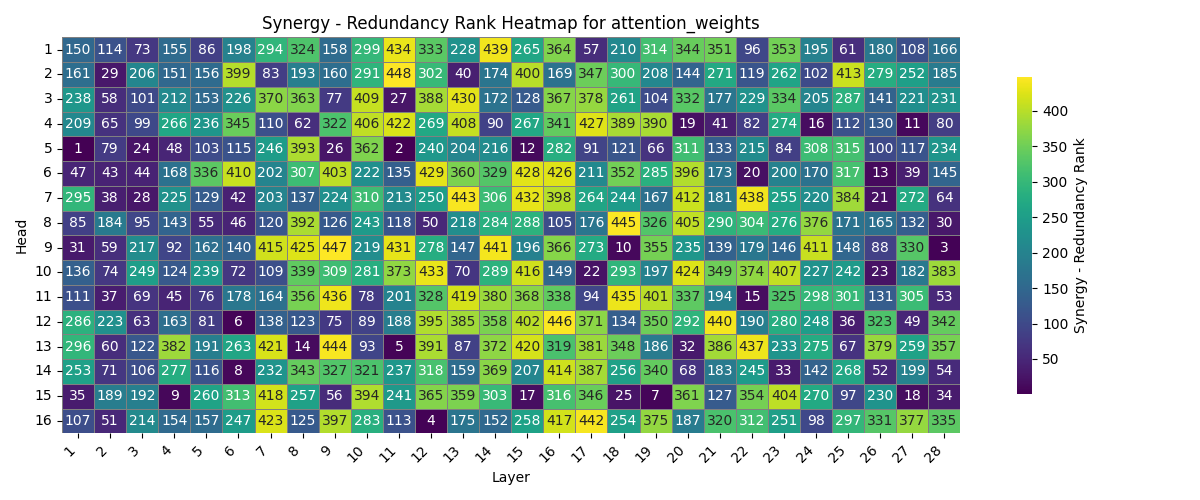 Synergy - Redundancy Rank Heatmap for attention_weights
1 150 114 73 155 86 198 294 324 158 299 434 333 228 439 265 364 57 210 314 344 351 96 353 195 61 180 108 166
2 161 29 206 151 156 399 83 193 160 291 448 302 40 174 400 169 347 300 208 144 271 119 262 102 413 279 252 185
3 238 58 101 212 153 226 370 363 77 409 27 388 430 172 128 367 378 261 104 332 177 229 334 205 287 141 221 231
4 209 65 99 266 236 345 110 62 322 406 422 269 408 90 267 341 427 389 390 19 41 82 274 16 112 130 11 80
5 1 79 24 48 103 115 246 393 26 362 2 240 204 216 12 282 91 121 66 311 133 215 84 308 315 100 117 234
6 47 43 44 168 336 410 202 307 403 222 135 429 360 329 428 426 211 352 285 396 173 20 200 170 317 13 39 145
7 295 38 28 225 129 42 203 137 224 310 213 250 443 306 432 398 264 244 167 412 181 438 255 220 384 21 272 64
8 85 184 95 143 55 46 120 392 126 243 118 50 218 284 288 105 176 445 326 405 290 304 276 376 171 165 132 30
9 31 59 217 92 162 140 415 425 447 219 431 278 147 441 196 366 273 10 355 235 139 179 146 411 148 88 330 3
10 136 74 249 124 239 72 109 339 309 281 373 433 70 289 416 149 22 293 197 424 349 374 407 227 242 23 182 383
11 111 37 69 45 76 178 164 356 436 78 201 328 419 380 368 338 94 435 401 337 194 15 325 298 301 131 305 53
12 286 223 63 163 81 6 138 123 75 89 188 395 385 358 402 446 371 134 350 292 440 190 280 248 36 323 49 342
13 296 60 122 382 191 263 421 14 444 93 5 391 87 372 420 319 381 348 186 32 386 437 233 275 67 379 259 357
14 253 71 106 277 116 8 232 343 327 321 237 318 159 369 207 414 387 256 340 68 183 245 33 142 268 52 199 54
15 35 189 192 9 260 313 418 257 56 394 241 365 359 303 17 316 346 25 7 361 127 354 404 270 97 230 18 34
16 107 51 214 154 157 247 423 125 397 283 113 4 175 152 258 417 442 254 375 187 320 312 251 98 297 331 377 335
1 2 3 4 5 6 7 8 9 10 11 12 13 14 15 16 17 18 19 20 21 22 23 24 25 26 27 28
Head
Layer
400
350
300
250
200
150
100
50
Synergy - Redundancy Rank